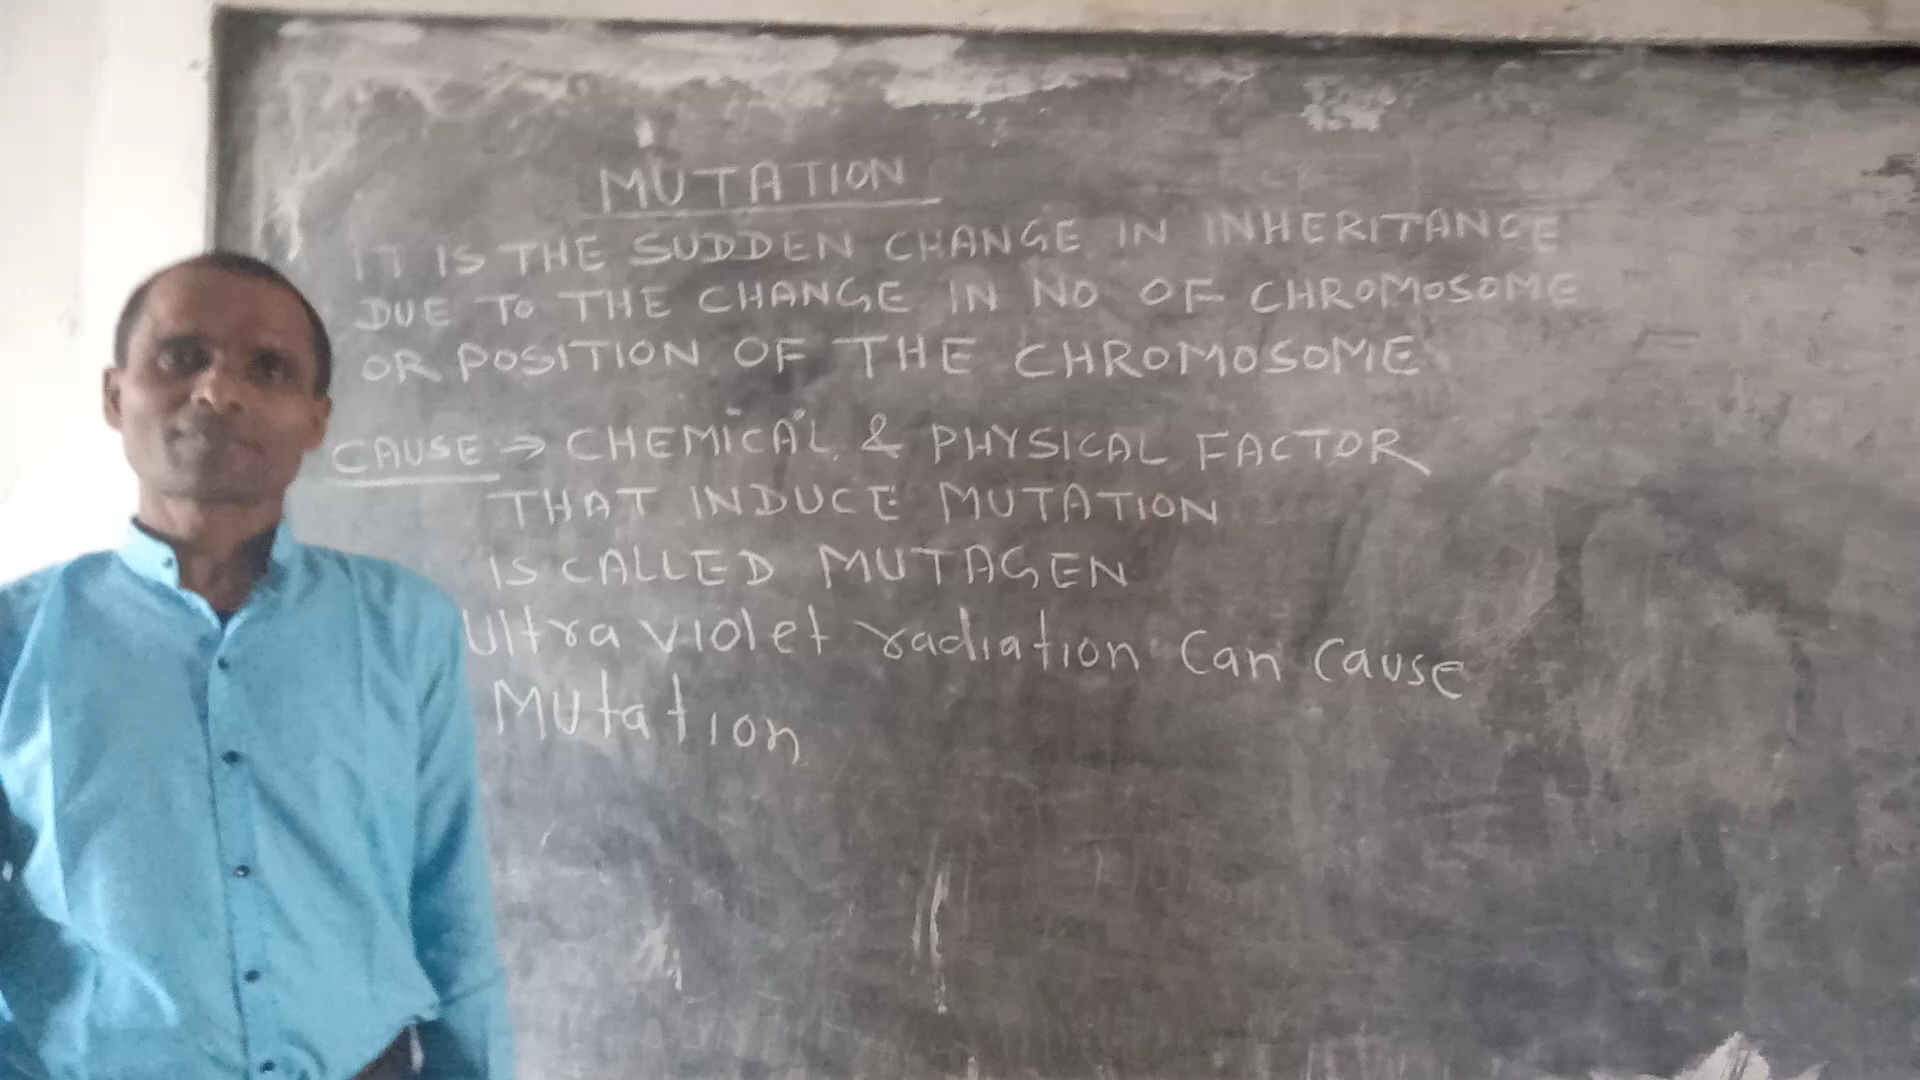 MUTATION
IT IS THE SUDDEN CHANGE IN INHERITANCE
DUE TO THE CHANGE IN NO OF CHROMOSOME
OR POSITION OF THE CHROMOSOME
CAUSE → CHEMICAL & PHYSICAL FACTOR
THAT INDUCE MUTATION
IS CALLED MUTAGEN
Ultra violet radiation Can Cause
Mutation